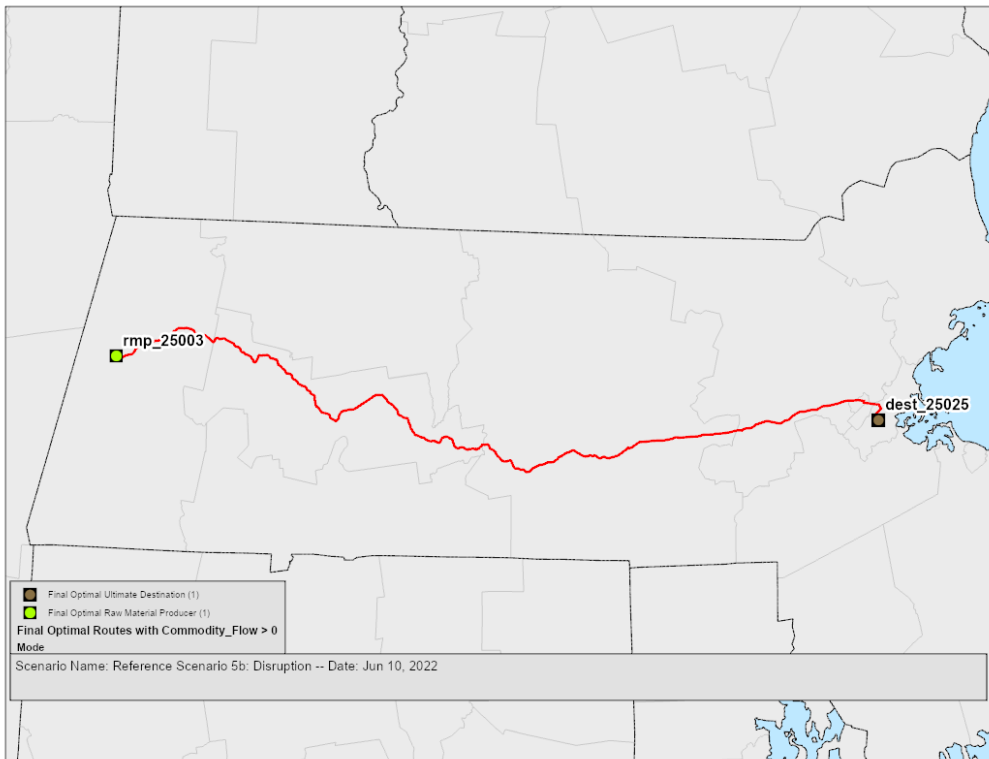 rmp_25003
dest_25025
Final Optimal Ultimate Destination (1)
Final Optimal Raw Material Producer (1)
Final Optimal Routes with Commodity_Flow > 0
Mode
Scenario Name: Reference Scenario 5b: Disruption -- Date: Jun 10, 2022